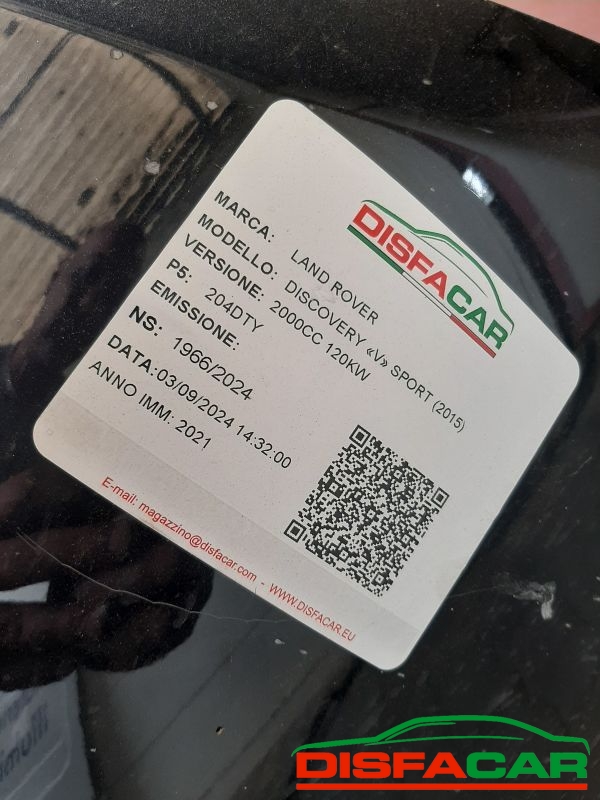 DISFACAR
MARCA: LAND ROVER
MODELLO: DISCOVERY «V» SPORT (2015)
VERSIONE: 2000CC 120KW
P5: 204DTY
EMISSIONE:
NS: 1966/2024
DATA:03/09/2024 14:32:00
ANNO IMM: 2021
E-mail: magazzino@disfacar.com - WWW.DISFACAR.EU
DISFACAR